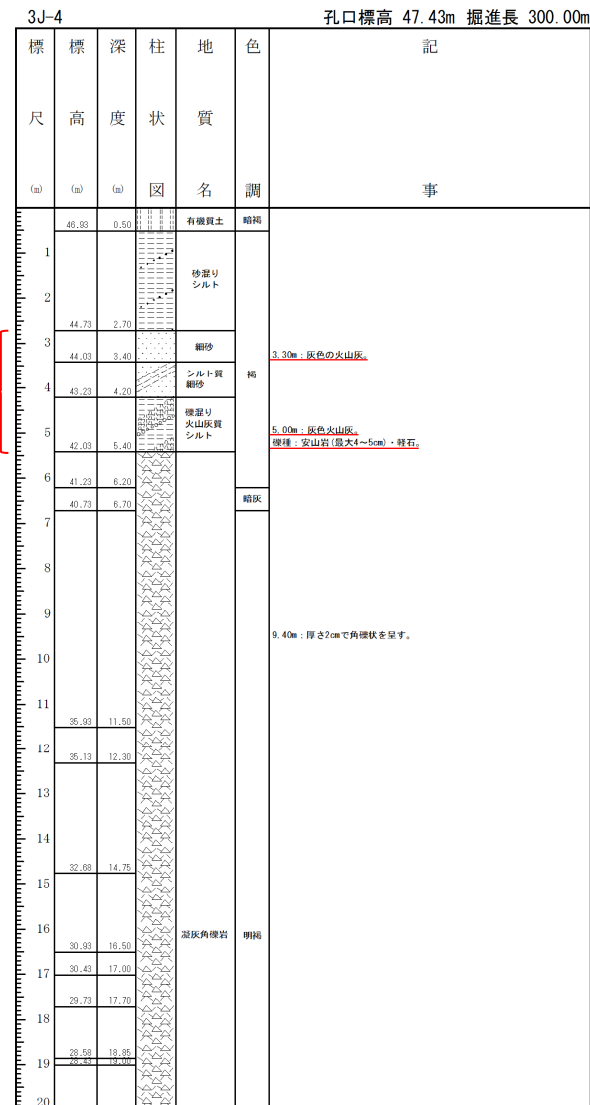 3J-4 孔口標高 47.43m 掘進長 300.00m
標尺(m) 標高(m) 深度(m) 柱状図 地質名 色調 記事
46.93 0.50 有機質土 暗褐
1
砂混り
シルト
2
44.73 2.70
3 細砂
44.03 3.40 3.30m：灰色の火山灰。
シルト質 褐
4 細砂
43.23 4.20
礫混り
火山灰質
5 シルト 5.00m：灰色火山灰。
42.03 5.40 礫種：安山岩(最大4～5cm)・軽石。
6
41.23 6.20
暗灰
40.73 6.70
7
8
9
9.40m：厚さ2cmで角礫状を呈す。
10
11
35.93 11.50
12
35.13 12.30
13
14
32.68 14.75
15
16 凝灰角礫岩 明褐
30.93 16.50
17
30.43 17.00
29.73 17.70
18
28.58 18.85
19
28.43 19.00
20